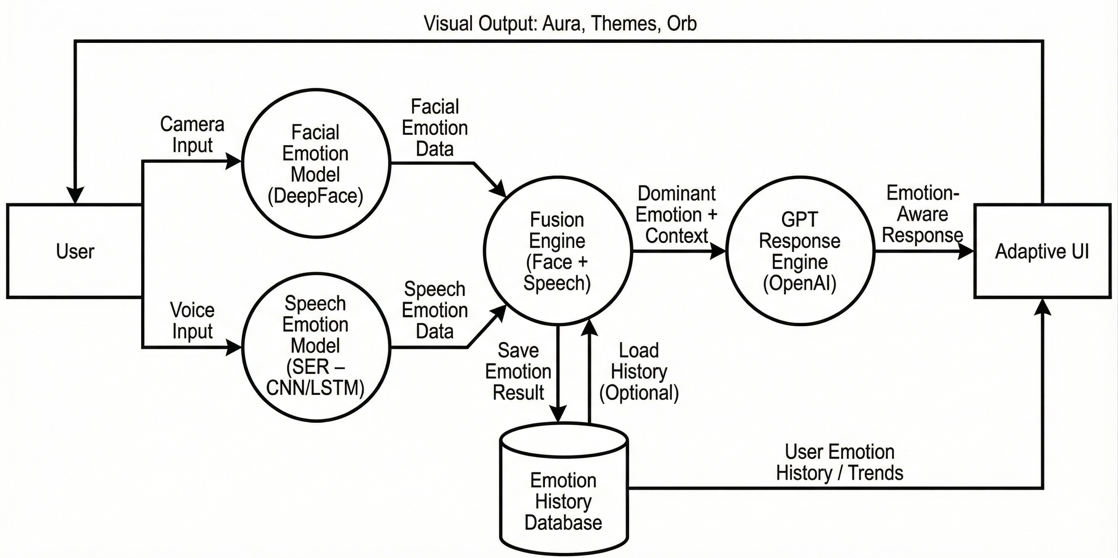 Visual Output: Aura, Themes, Orb
Camera
Input
Facial
Emotion
Model
(DeepFace)
Facial
Emotion
Data
User
Voice
Input
Speech
Emotion
Model
(SER –
CNN/LSTM)
Speech
Emotion
Data
Fusion
Engine
(Face +
Speech)
Dominant
Emotion +
Context
GPT
Response
Engine
(OpenAI)
Emotion-
Aware
Response
Adaptive UI
Save
Emotion
Result
Load
History
(Optional)
Emotion
History
Database
User Emotion
History / Trends